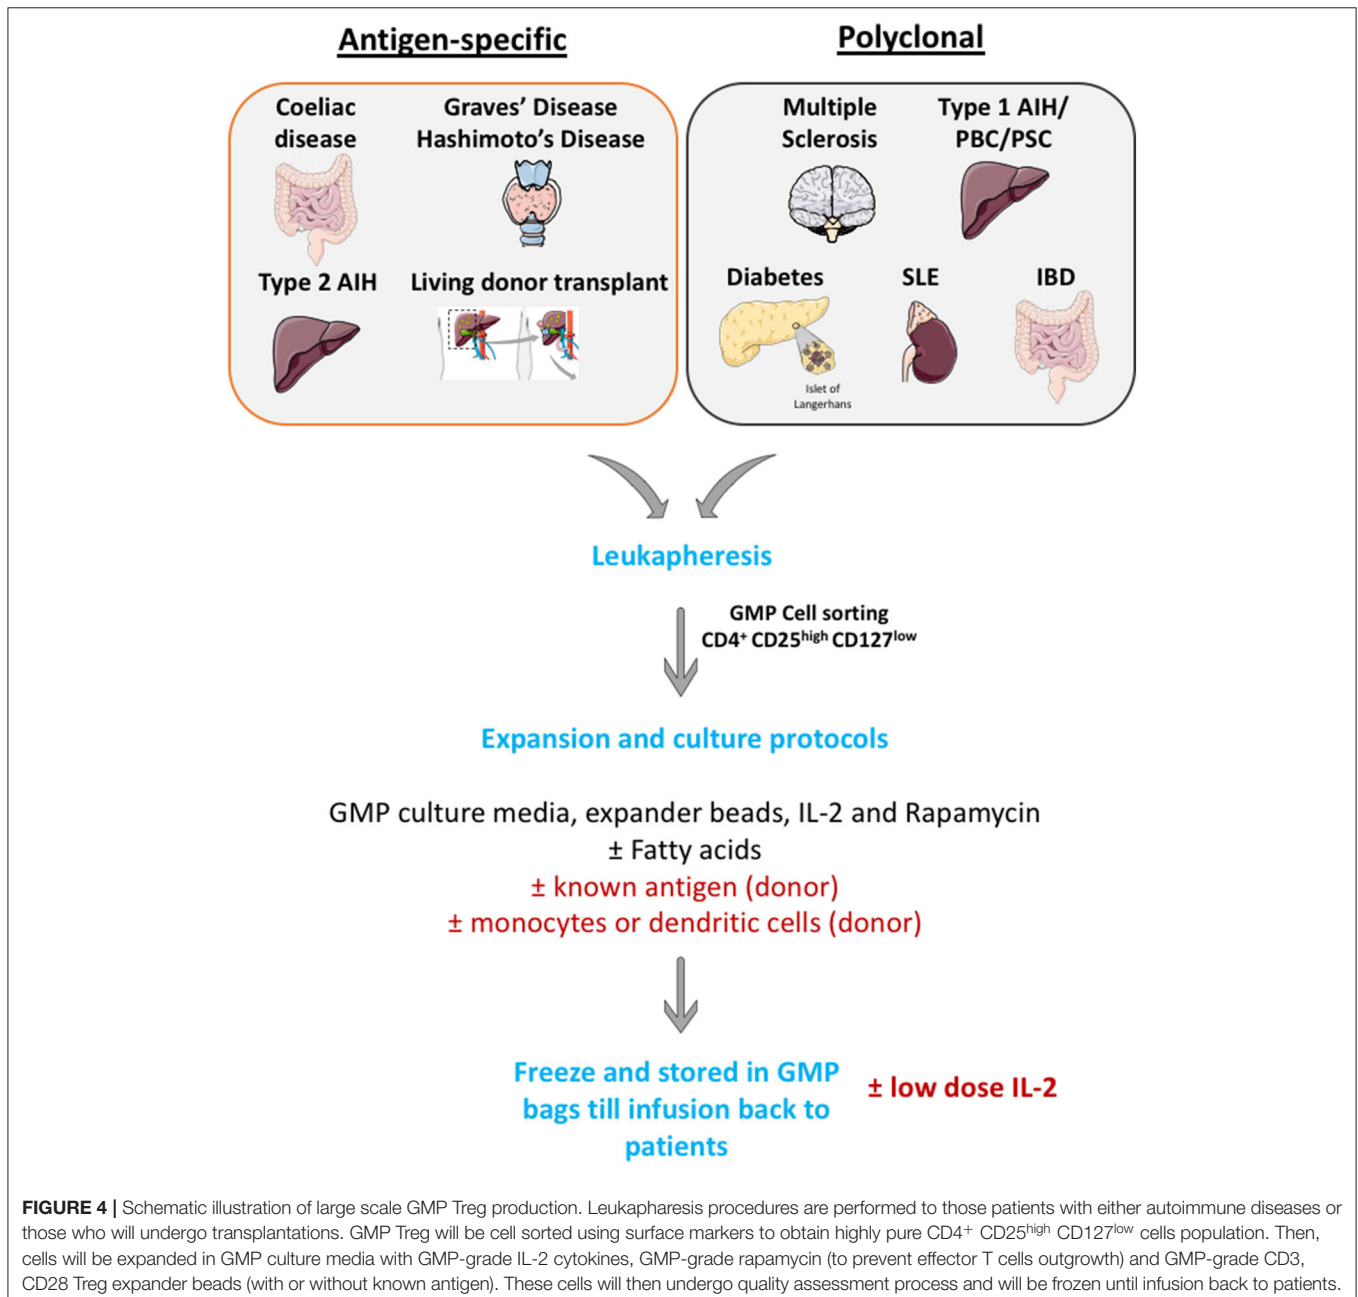 Antigen-specific
Polyclonal
Coeliac
disease
Graves’ Disease
Hashimoto’s Disease
Type 2 AIH
Living donor transplant
Multiple
Sclerosis
Type 1 AIH/
PBC/PSC
Diabetes
SLE
IBD
Islet of
Langerhans
Leukapheresis
GMP Cell sorting
CD4⁺ CD25ʰⁱᵍʰ CD127ˡᵒʷ
Expansion and culture protocols
GMP culture media, expander beads, IL-2 and Rapamycin
± Fatty acids
± known antigen (donor)
± monocytes or dendritic cells (donor)
Freeze and stored in GMP
bags till infusion back to
patients
± low dose IL-2
FIGURE 4 | Schematic illustration of large scale GMP Treg production. Leukapharesis procedures are performed to those patients with either autoimmune diseases or
those who will undergo transplantations. GMP Treg will be cell sorted using surface markers to obtain highly pure CD4⁺ CD25ʰⁱᵍʰ CD127ˡᵒʷ cells population. Then,
cells will be expanded in GMP culture media with GMP-grade IL-2 cytokines, GMP-grade rapamycin (to prevent effector T cells outgrowth) and GMP-grade CD3,
CD28 Treg expander beads (with or without known antigen). These cells will then undergo quality assessment process and will be frozen until infusion back to patients.